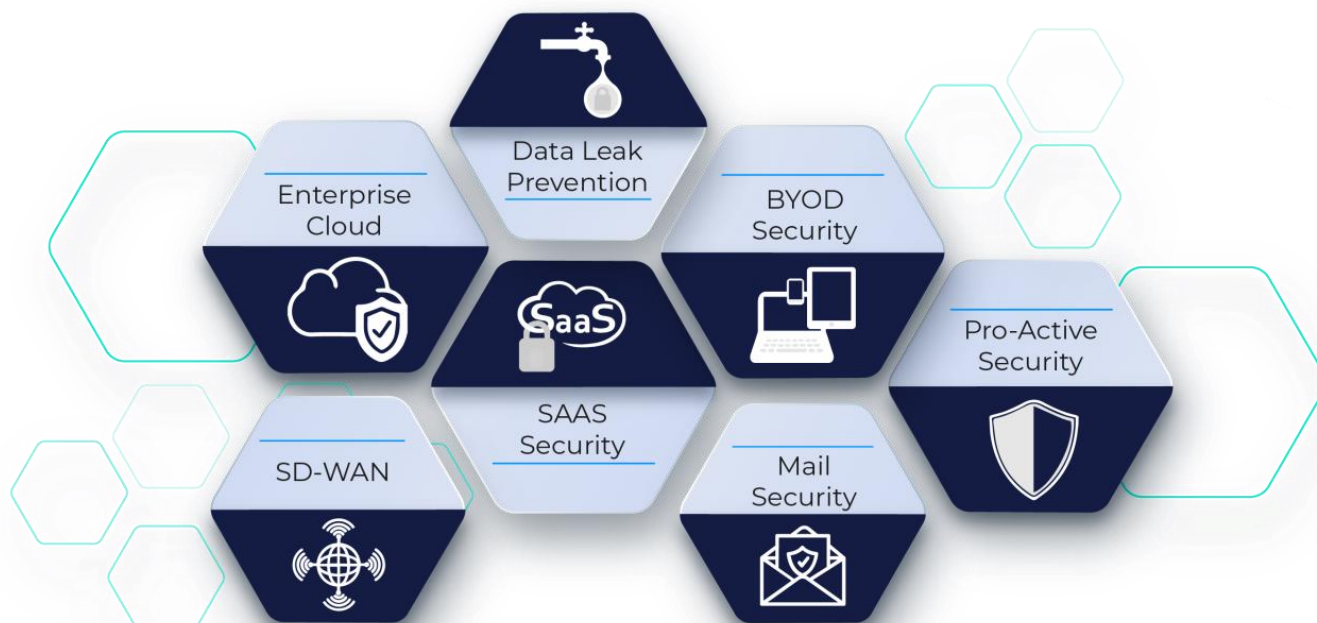 Data Leak
Prevention
Enterprise
Cloud
BYOD
Security
SaaS
Pro-Active
Security
SAAS
Security
SD-WAN
Mail
Security